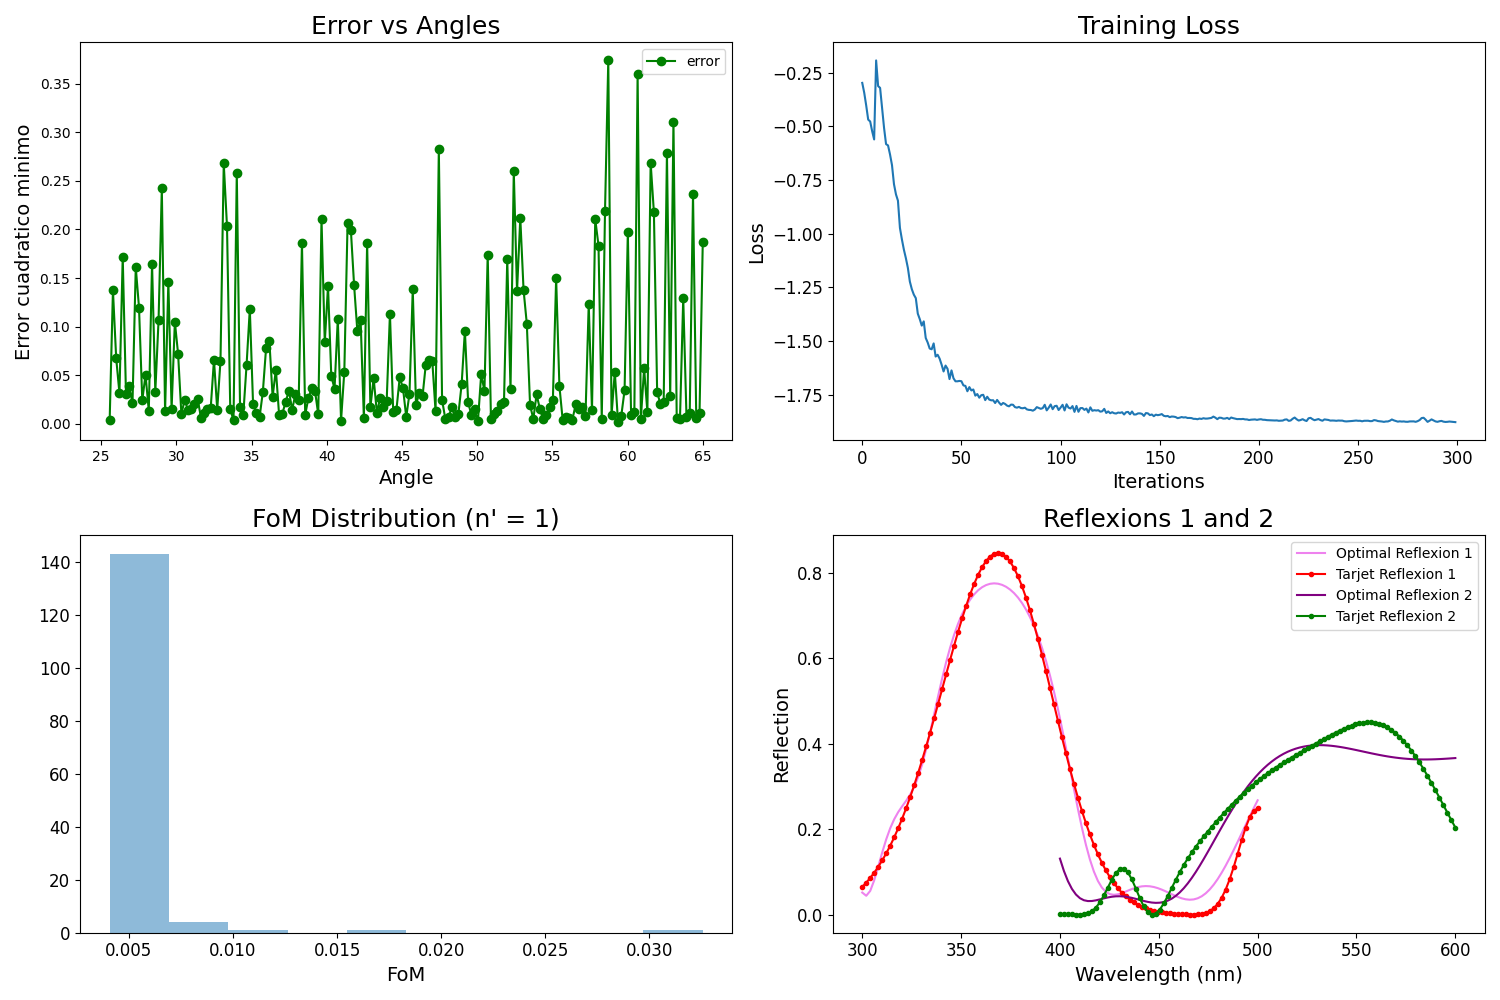 Error vs Angles
error
0.35
0.30
0.25
0.20
0.15
0.10
0.05
0.00
Error cuadratico minimo
25 30 35 40 45 50 55 60 65
Angle
Training Loss
−0.25
−0.50
−0.75
−1.00
−1.25
−1.50
−1.75
Loss
0 50 100 150 200 250 300
Iterations
FoM Distribution (n' = 1)
140
120
100
80
60
40
20
0
0.005 0.010 0.015 0.020 0.025 0.030
FoM
Reflexions 1 and 2
Optimal Reflexion 1
Tarjet Reflexion 1
Optimal Reflexion 2
Tarjet Reflexion 2
0.8
0.6
0.4
0.2
0.0
Reflection
300 350 400 450 500 550 600
Wavelength (nm)